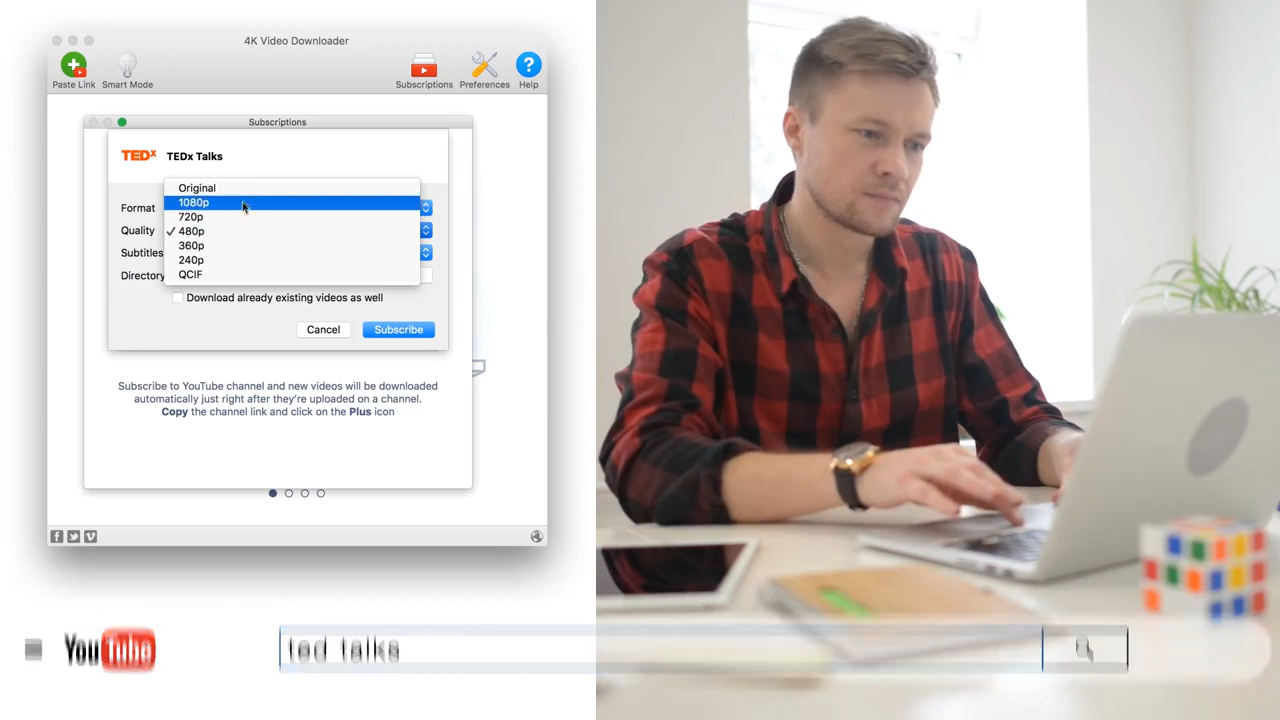 4K Video Downloader
Paste Link
Smart Mode
Subscriptions
Preferences
Help
Subscriptions
TEDx TEDx Talks
Original
Format
1080p
720p
Quality
✓ 480p
360p
Subtitles
240p
Directory
QCIF
Download already existing videos as well
Cancel
Subscribe
Subscribe to YouTube channel and new videos will be downloaded
automatically just right after they're uploaded on a channel.
Copy the channel link and click on the Plus icon
YouTube
ted talks